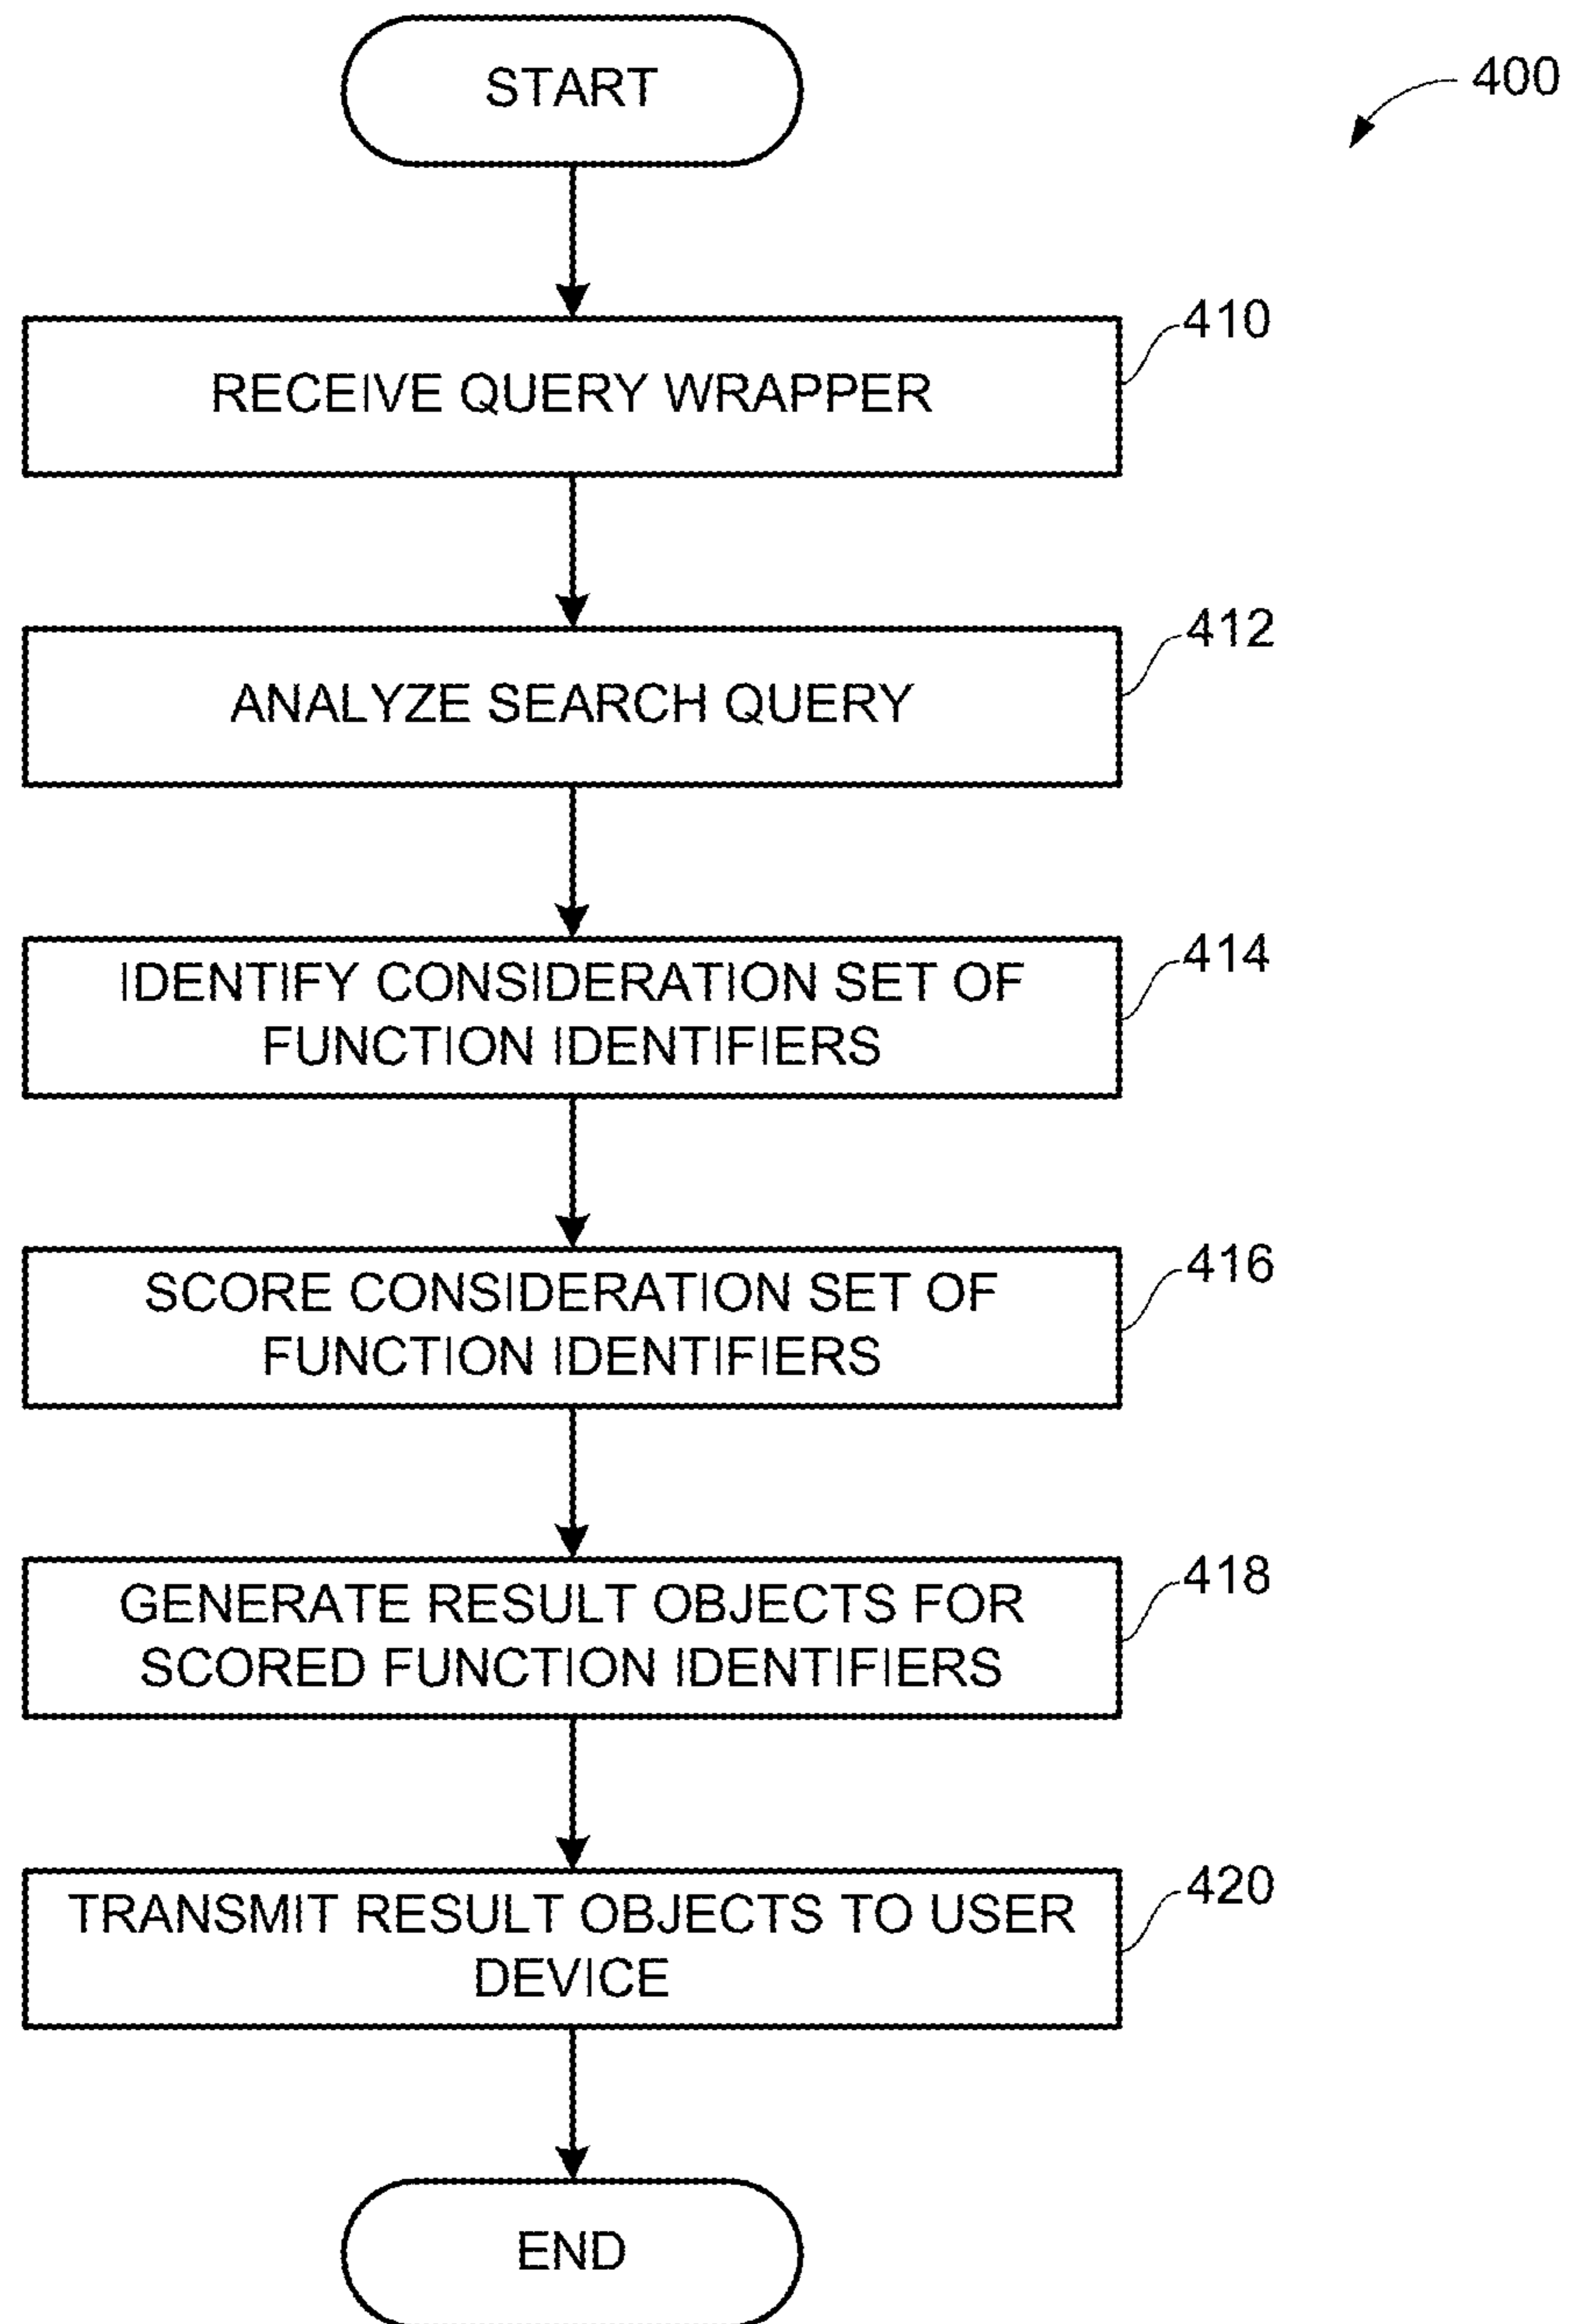 START
400
RECEIVE QUERY WRAPPER
410
ANALYZE SEARCH QUERY
412
IDENTIFY CONSIDERATION SET OF
FUNCTION IDENTIFIERS
414
SCORE CONSIDERATION SET OF
FUNCTION IDENTIFIERS
416
GENERATE RESULT OBJECTS FOR
SCORED FUNCTION IDENTIFIERS
418
TRANSMIT RESULT OBJECTS TO USER
DEVICE
420
END